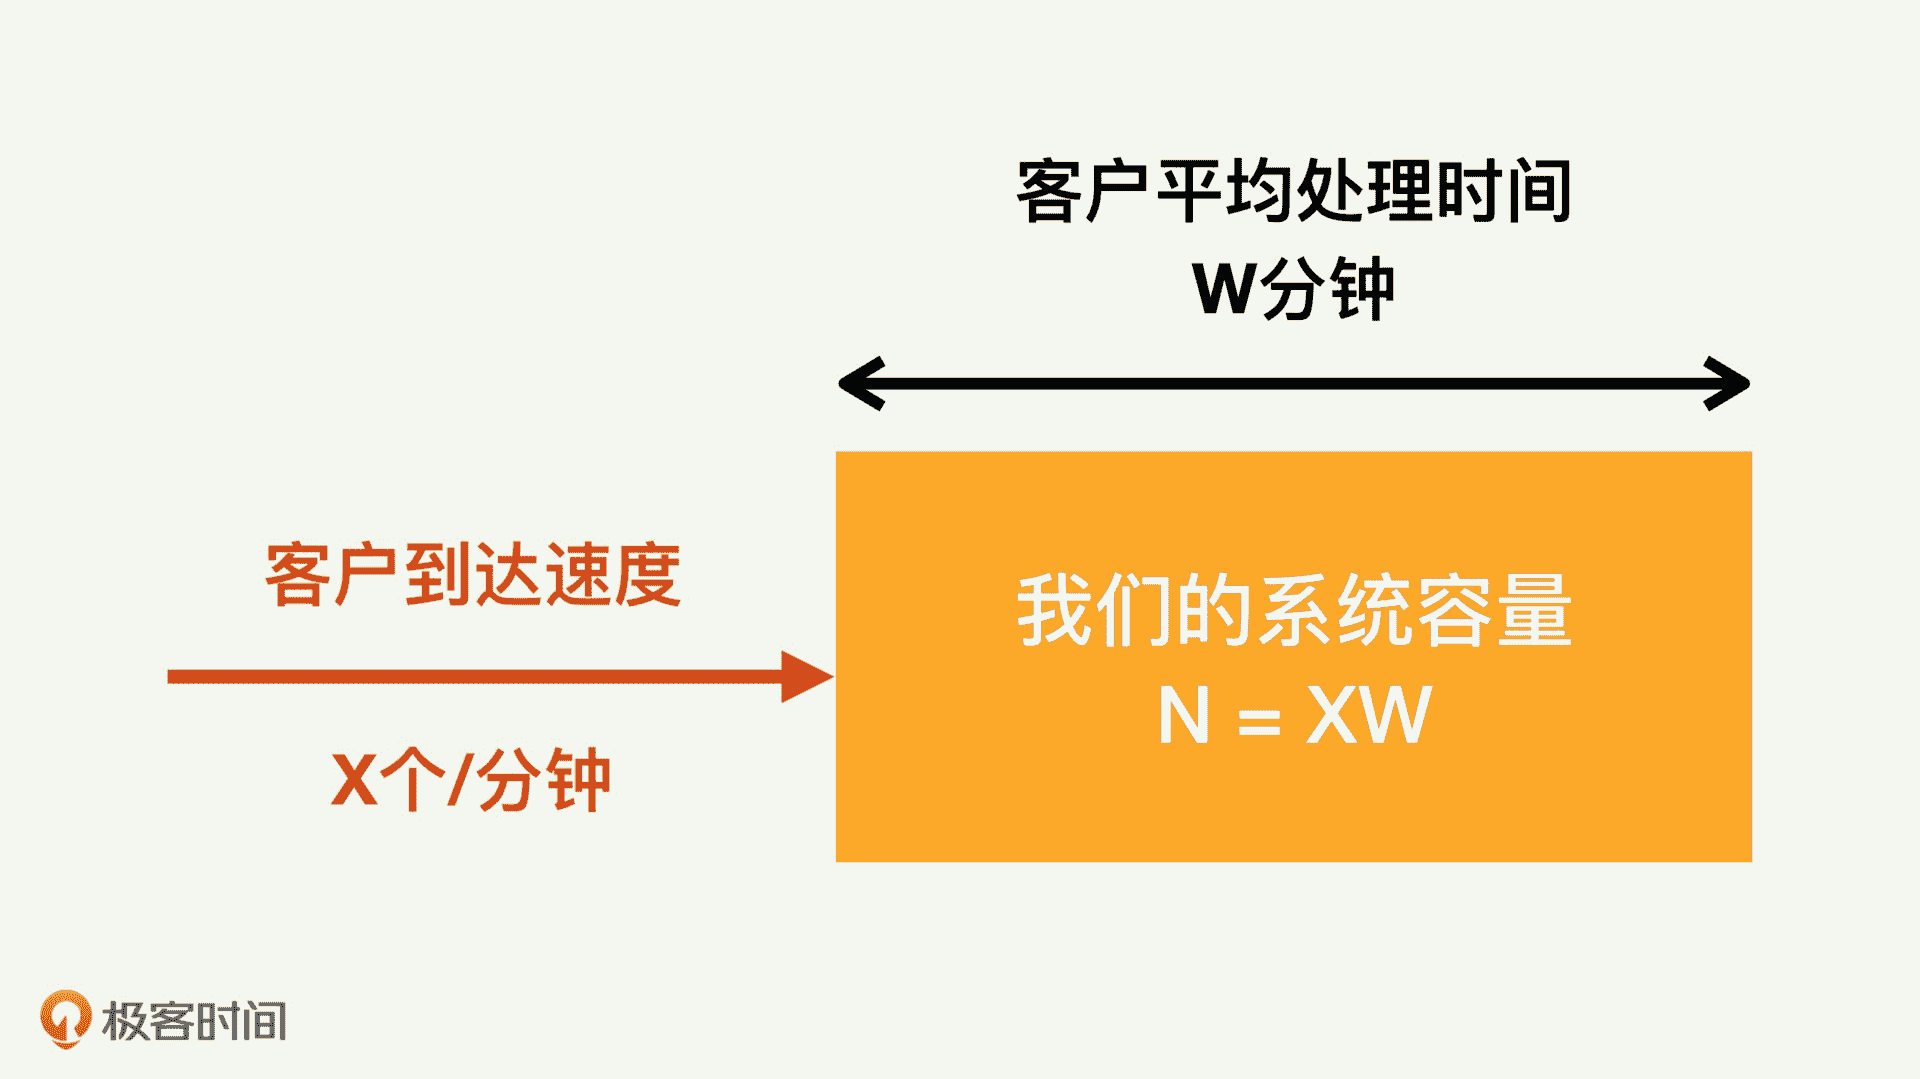 客户平均处理时间
W分钟
客户到达速度
X个/分钟
我们的系统容量
N = XW
极客时间